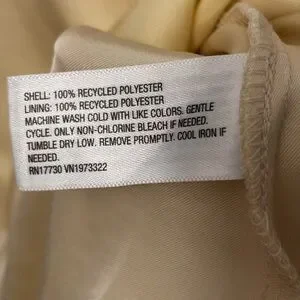 SHELL: 100% RECYCLED POLYESTER
LINING: 100% RECYCLED POLYESTER
MACHINE WASH COLD WITH LIKE COLORS. GENTLE
CYCLE. ONLY NON-CHLORINE BLEACH IF NEEDED.
TUMBLE DRY LOW. REMOVE PROMPTLY. COOL IRON IF
NEEDED.
RN17730 VN1973322